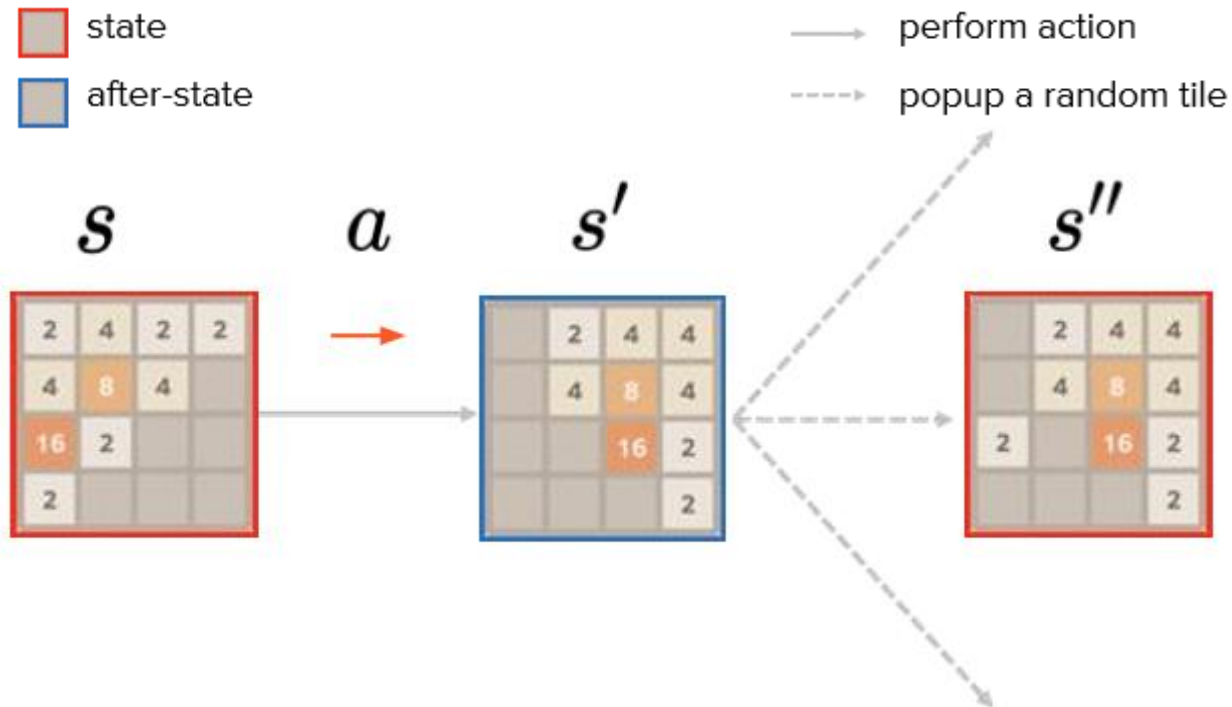 state
perform action
after-state
popup a random tile
s
a
s′
s″
2 4 2 2
4 8 4
16 2
2
2 4 4
4 8 4
16 2
2
2 4 4
4 8 4
2 16 2
2